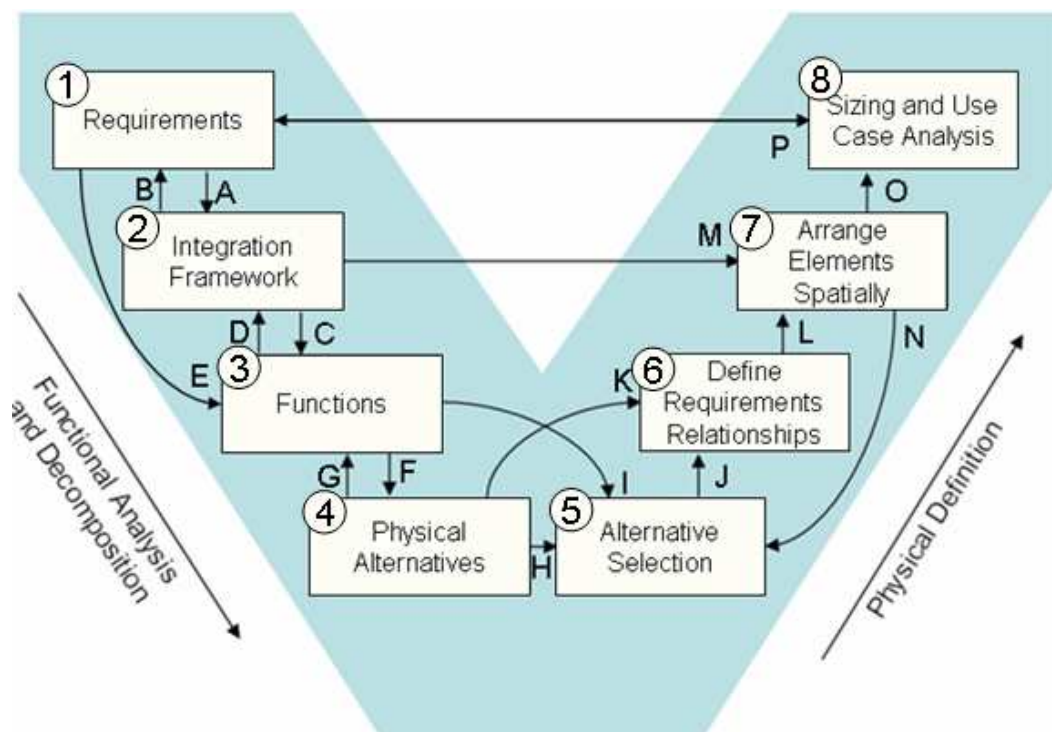 1
Requirements
B
A
2
Integration
Framework
D
C
E
3
Functions
G
F
4
Physical
Alternatives
H
I
5
Alternative
Selection
J
K
6
Define
Requirements
Relationships
L
M
7
Arrange
Elements
Spatially
N
O
P
8
Sizing and Use
Case Analysis
Functional Analysis
and Decomposition
Physical Definition